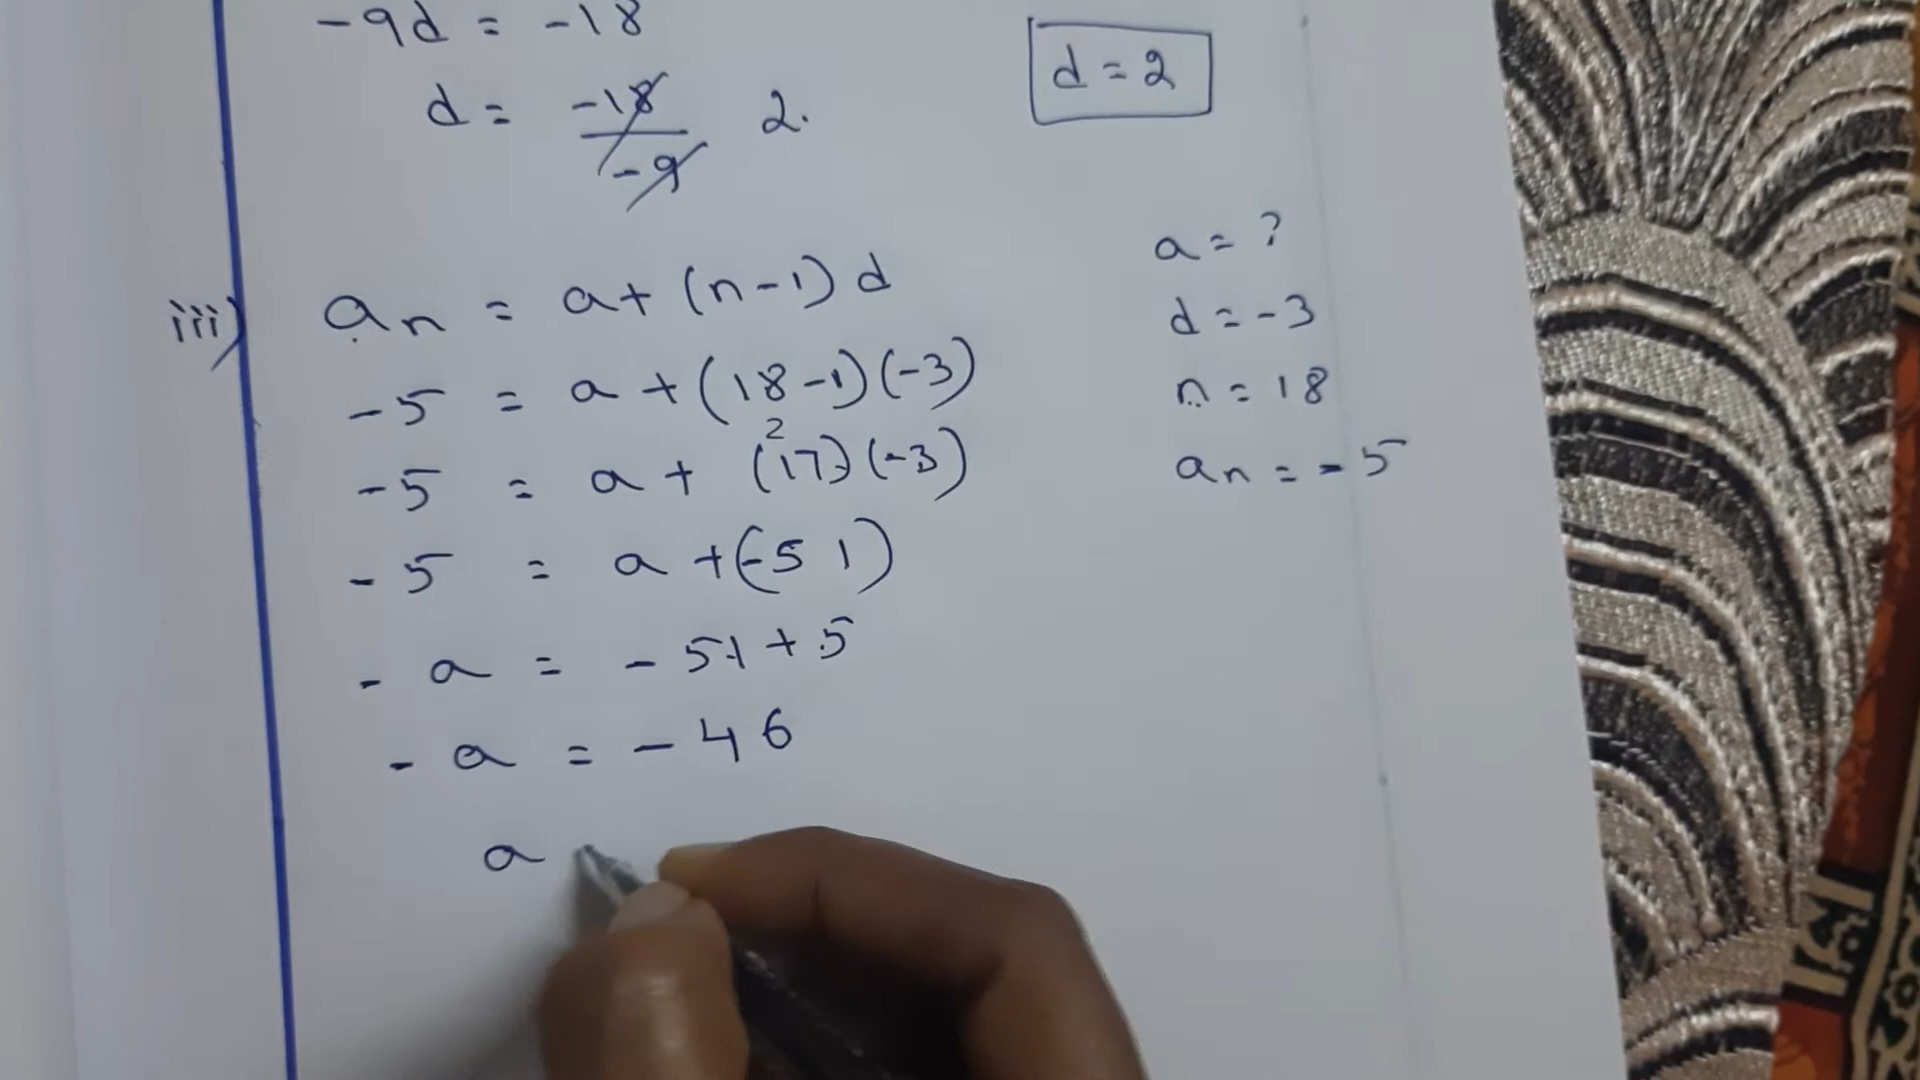 -9d = -18
d = 2
d = -18/-9 2.
a = ?
iii) an = a + (n-1) d
d = -3
-5 = a + (18-1)(-3)
n = 18
2
-5 = a + (17)(-3)
an = -5
-5 = a + (-51)
-a = -51+5
-a = -46
a